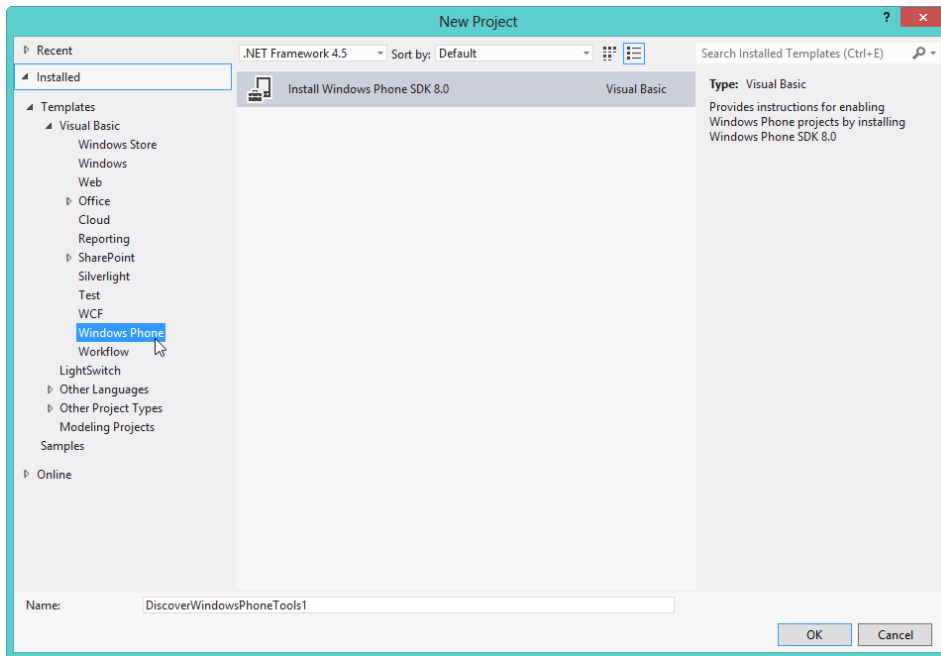 New Project
?
Recent
Installed
Templates
Visual Basic
Windows Store
Windows
Web
Office
Cloud
Reporting
SharePoint
Silverlight
Test
WCF
Windows Phone
Workflow
LightSwitch
Other Languages
Other Project Types
Modeling Projects
Samples
Online
.NET Framework 4.5 Sort by: Default
Install Windows Phone SDK 8.0 Visual Basic
Search Installed Templates (Ctrl+E)
Type: Visual Basic
Provides instructions for enabling
Windows Phone projects by installing
Windows Phone SDK 8.0
Name: DiscoverWindowsPhoneTools1
OK Cancel